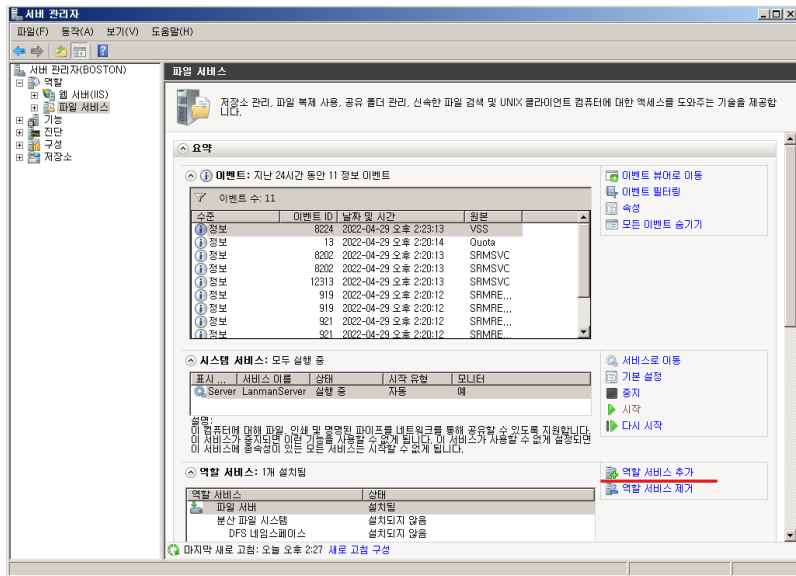 서버 관리자
파일(F) 동작(A) 보기(V) 도움말(H)
서버 관리자(BOSTON)
역할
웹 서버(IIS)
파일 서비스
기능
진단
구성
저장소
파일 서비스
저장소 관리, 파일 복제 사용, 공유 폴더 관리, 신속한 파일 검색 및 UNIX 클라이언트 컴퓨터에 대한 액세스를 도와주는 기술을 제공합
니다.
요약
이벤트: 지난 24시간 동안 11 정보 이벤트
이벤트 수: 11
수준 이벤트 ID 날짜 및 시간 원본
정보 8224 2022-04-29 오후 2:23:13 VSS
정보 13 2022-04-29 오후 2:20:14 Quota
정보 8202 2022-04-29 오후 2:20:13 SRMSVC
정보 8202 2022-04-29 오후 2:20:13 SRMSVC
정보 12313 2022-04-29 오후 2:20:13 SRMSVC
정보 919 2022-04-29 오후 2:20:12 SRMRE...
정보 919 2022-04-29 오후 2:20:12 SRMRE...
정보 921 2022-04-29 오후 2:20:12 SRMRE...
정보 921 2022-04-29 오후 2:20:12 SRMRE...
이벤트 뷰어로 이동
이벤트 필터링
속성
모든 이벤트 숨기기
시스템 서비스: 모두 실행 중
표시 ... 서비스 이름 상태 시작 유형 모니터
Server LanmanServer 실행 중 자동 예
설명:
이 컴퓨터에 대해 파일, 인쇄 및 명명된 파이프를 네트워크를 통해 공유할 수 있도록 지원합니다.
이 서비스가 중지되면 이런 기능을 사용할 수 없게 됩니다. 이 서비스가 사용할 수 없게 설정되면
이 서비스에 종속성이 있는 모든 서비스는 시작할 수 없게 됩니다.
서비스로 이동
기본 설정
중지
시작
다시 시작
역할 서비스: 1개 설치됨
역할 서비스 상태
파일 서버 설치됨
분산 파일 시스템 설치되지 않음
DFS 네임스페이스 설치되지 않음
역할 서비스 추가
역할 서비스 제거
마지막 새로 고침: 오늘 오후 2:27 새로 고침 구성